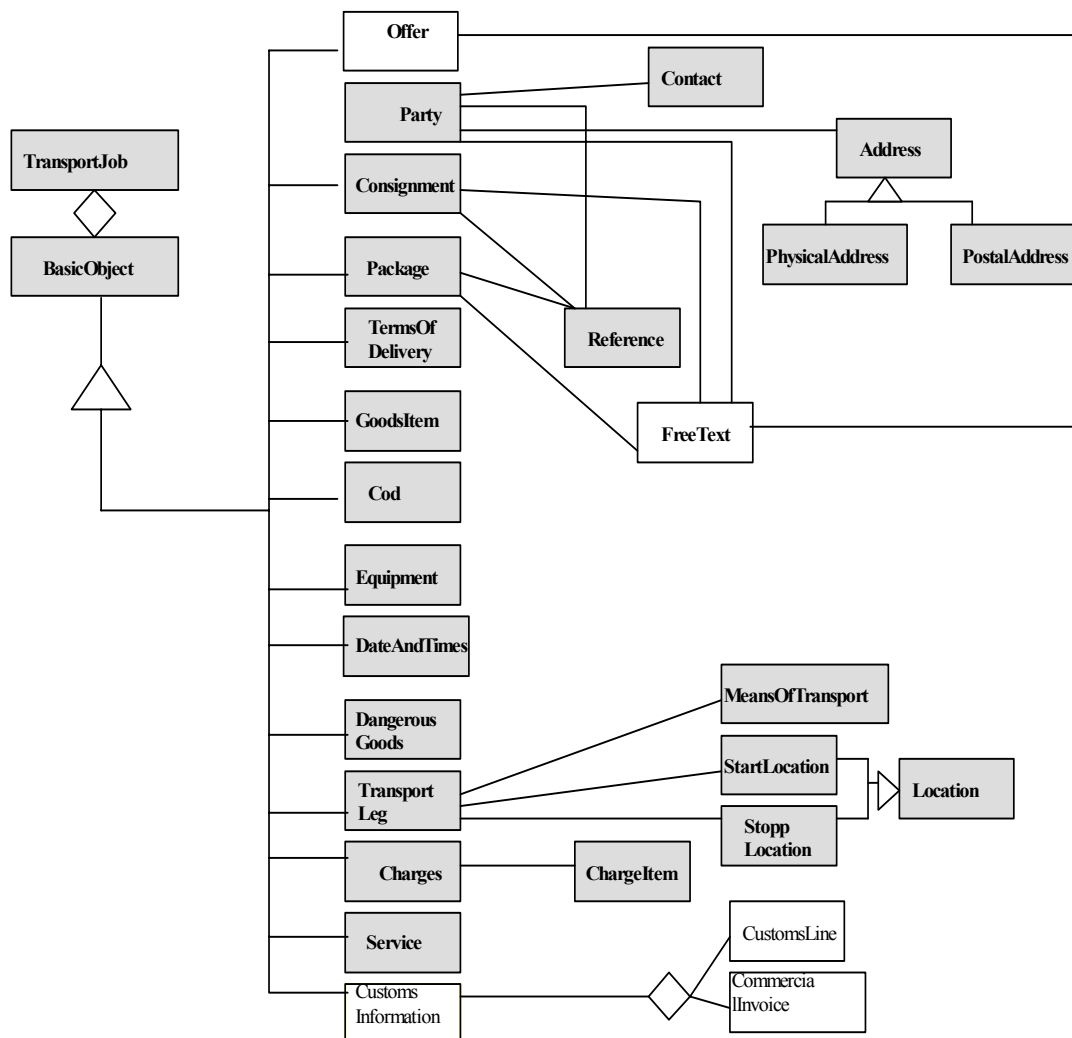 Offer
Contact
Party
Address
TransportJob
Consignment
BasicObject
Package
PhysicalAddress
PostalAddress
TermsOf
Delivery
Reference
GoodsItem
FreeText
Cod
Equipment
DateAndTimes
MeansOfTransport
Dangerous
Goods
StartLocation
Location
Transport
Leg
Stopp
Location
Charges
ChargeItem
CustomsLine
Service
Customs
Information
Commercia
lInvoice